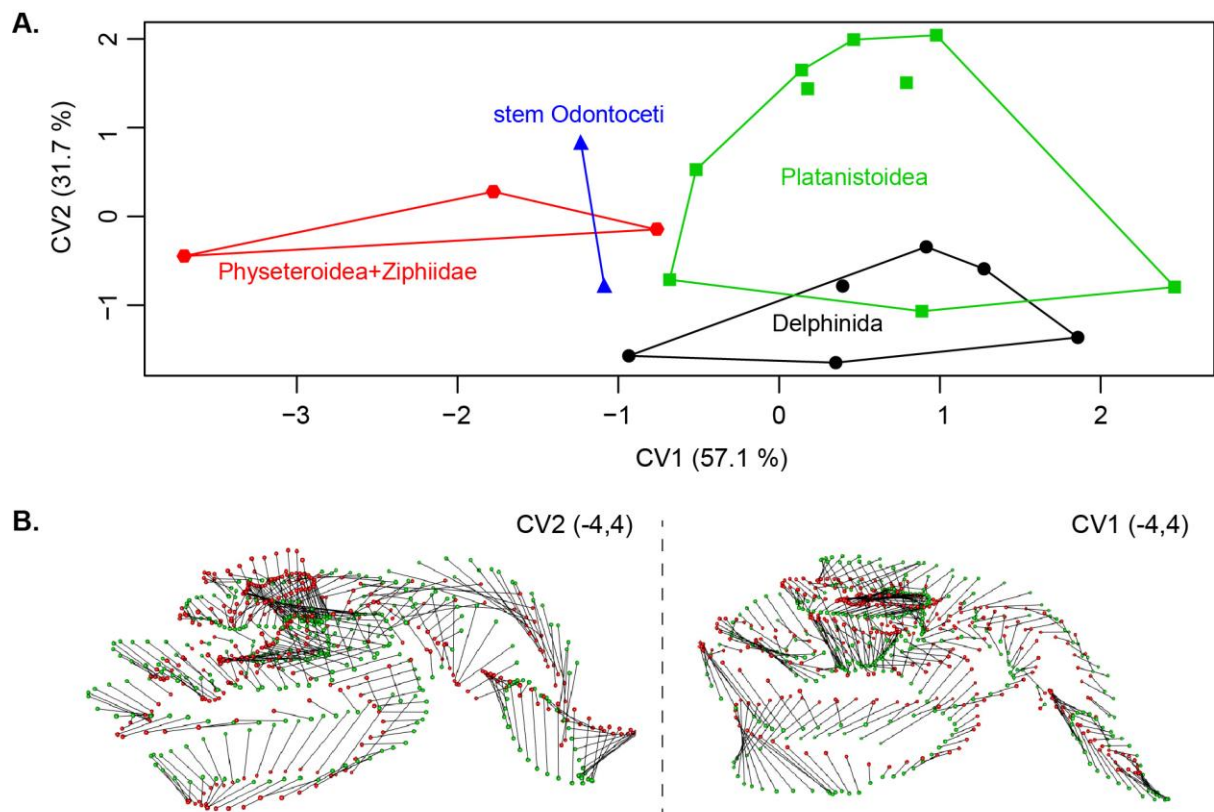 A.
CV2 (31.7 %)
2
1
0
−1
stem Odontoceti
Platanistoidea
Physeteroidea+Ziphiidae
Delphinida
−3
−2
−1
0
1
2
CV1 (57.1 %)
B.
CV2 (-4,4)
CV1 (-4,4)